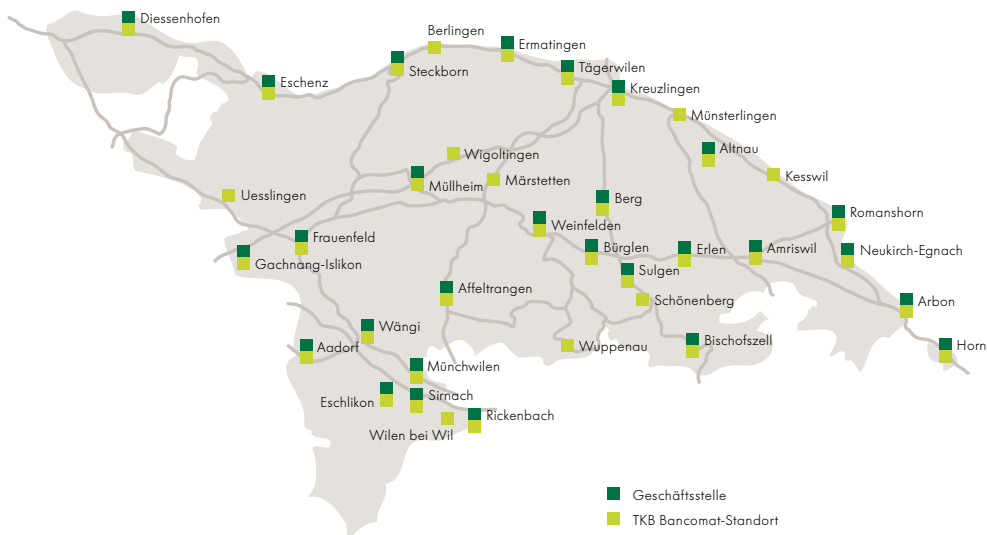 Diessenhofen
Berlingen
Ermatingen
Steckborn
Tägerwilen
Eschenz
Kreuzlingen
Münsterlingen
Altnau
Wigoltingen
Kesswil
Müllheim
Märstetten
Uesslingen
Berg
Romanshorn
Weinfelden
Frauenfeld
Bürglen
Erlen
Amriswil
Neukirch-Egnach
Gachnang-Islikon
Sulgen
Affeltrangen
Schönenberg
Arbon
Wängi
Aadorf
Wuppenau
Bischofszell
Horn
Münchwilen
Eschlikon
Sirnach
Rickenbach
Wilen bei Wil
Geschäftsstelle
TKB Bancomat-Standort